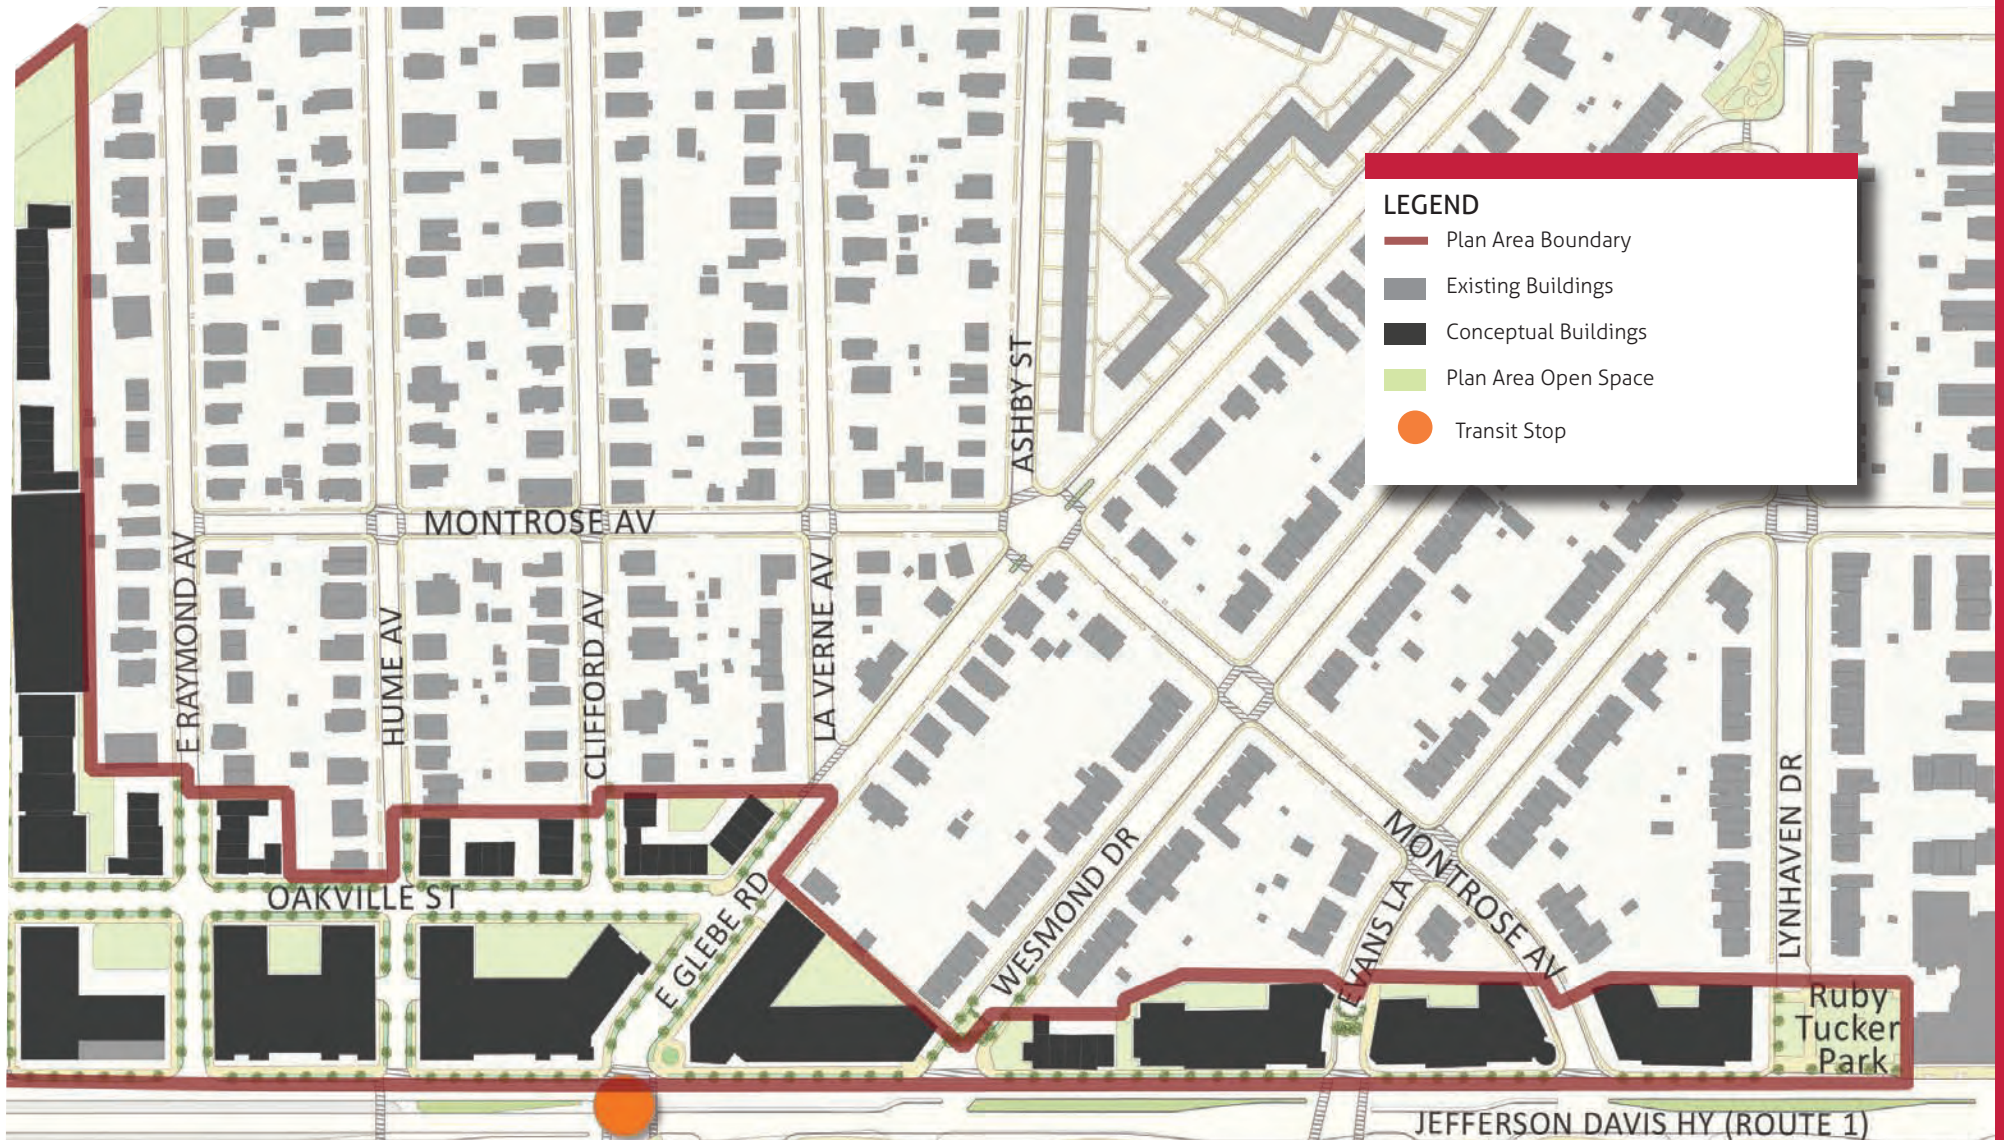 LEGEND
Plan Area Boundary
Existing Buildings
Conceptual Buildings
Plan Area Open Space
Transit Stop
ASHBY ST
MONTROSE AV
E RAYMOND AV
HUME AV
CLIFFORD AV
LA VERNE AV
OAKVILLE ST
E GLEBE RD
WESMOND DR
EVANS LA
MONTROSE AV
LYNHAVEN DR
Ruby
Tucker
Park
JEFFERSON DAVIS HY (ROUTE 1)